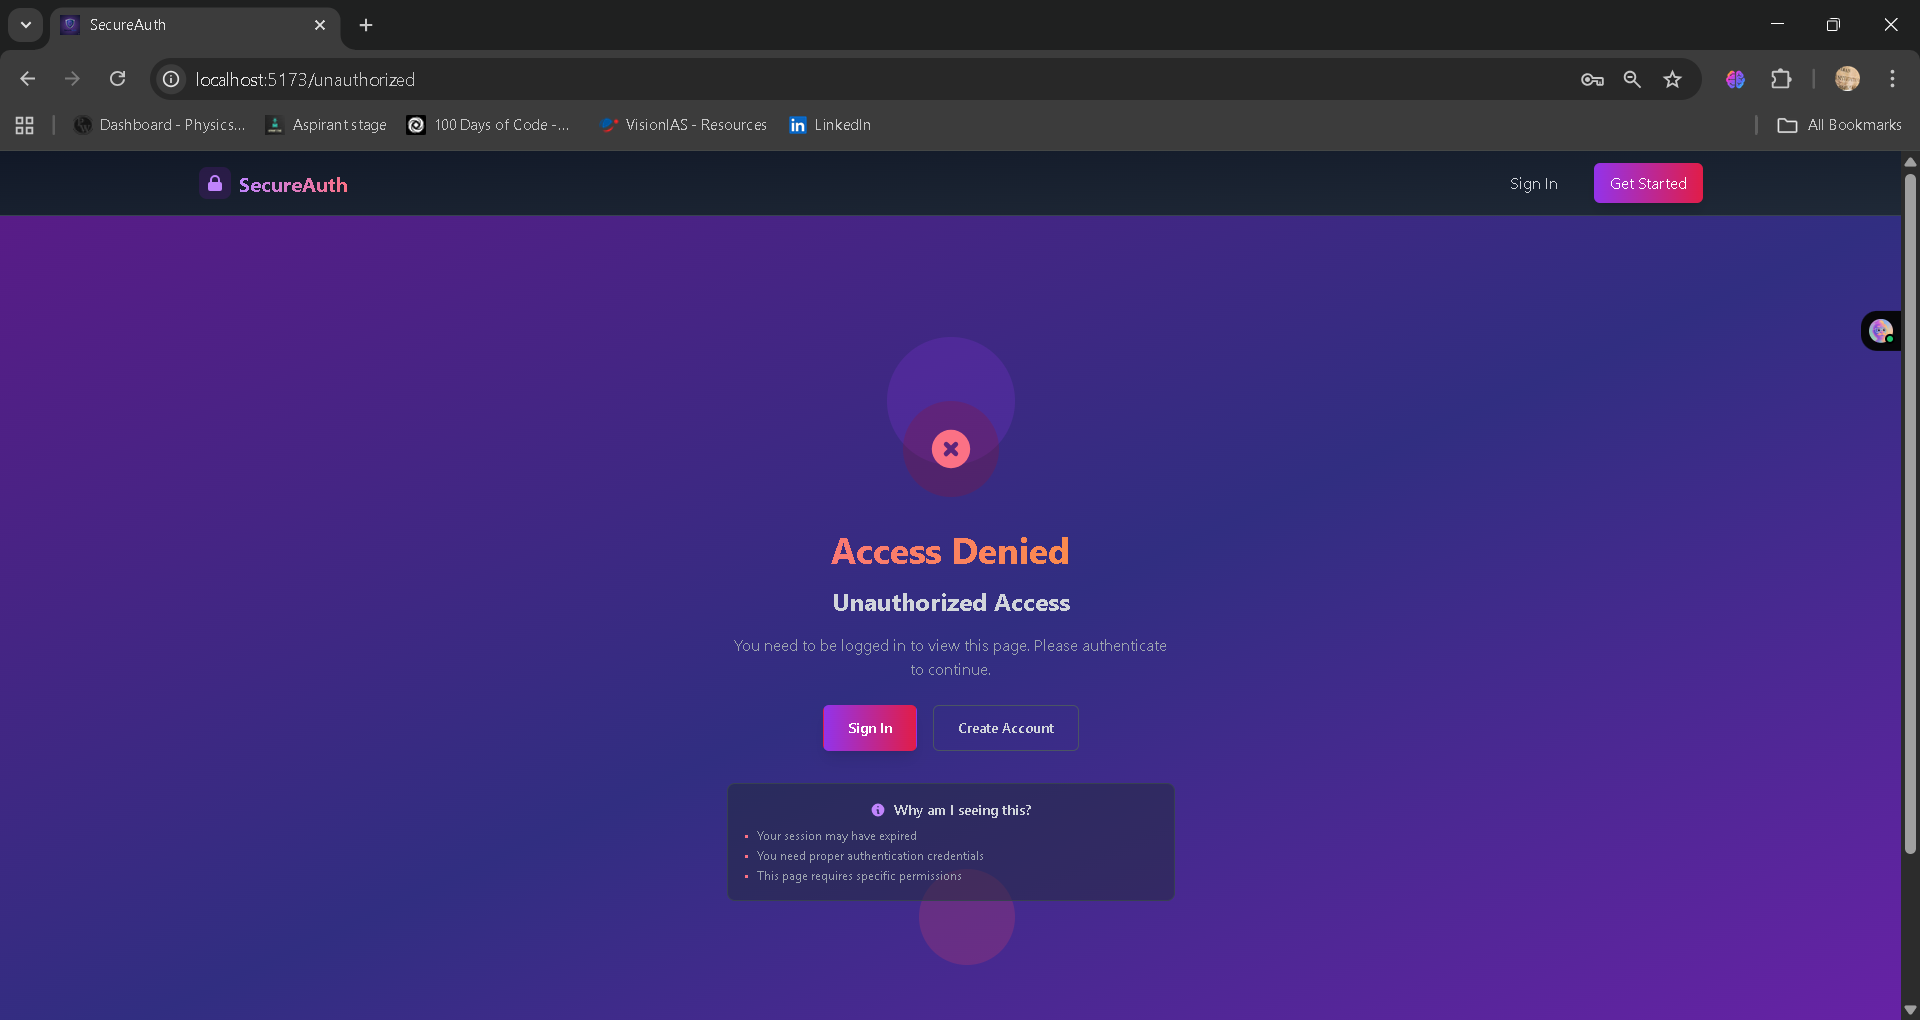 SecureAuth
localhost:5173/unauthorized
Dashboard - Physics...
Aspirant stage
100 Days of Code -...
VisionIAS - Resources
in LinkedIn
All Bookmarks
SecureAuth
Sign In
Get Started
Access Denied
Unauthorized Access
You need to be logged in to view this page. Please authenticate
to continue.
Sign In
Create Account
Why am I seeing this?
• Your session may have expired
• You need proper authentication credentials
• This page requires specific permissions